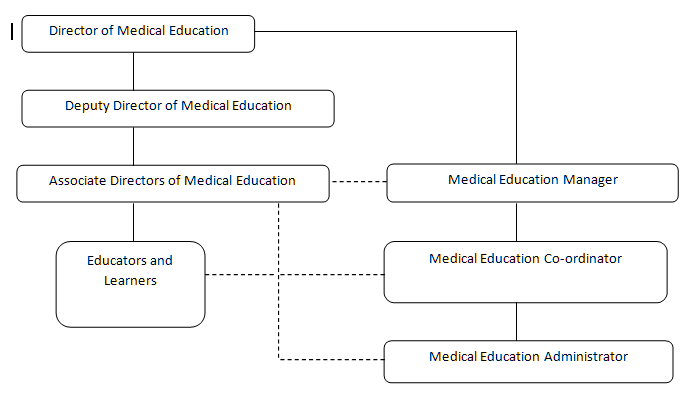 Director of Medical Education
Deputy Director of Medical Education
Associate Directors of Medical Education
Medical Education Manager
Educators and
Learners
Medical Education Co-ordinator
Medical Education Administrator